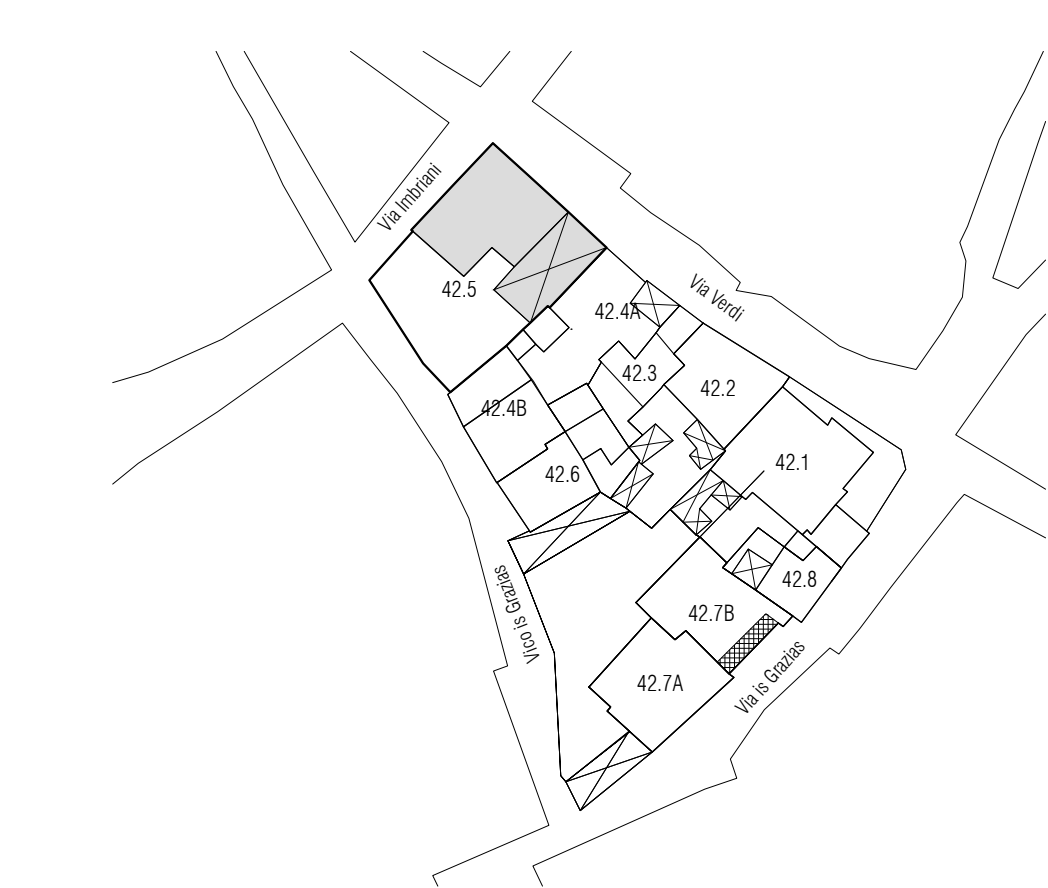 Via Imbriani
Via Verdi
42.5
42.4A
42.3
42.2
42.4B
42.1
42.6
42.8
Vico is Grazias
42.7B
42.7A
Via is Grazias